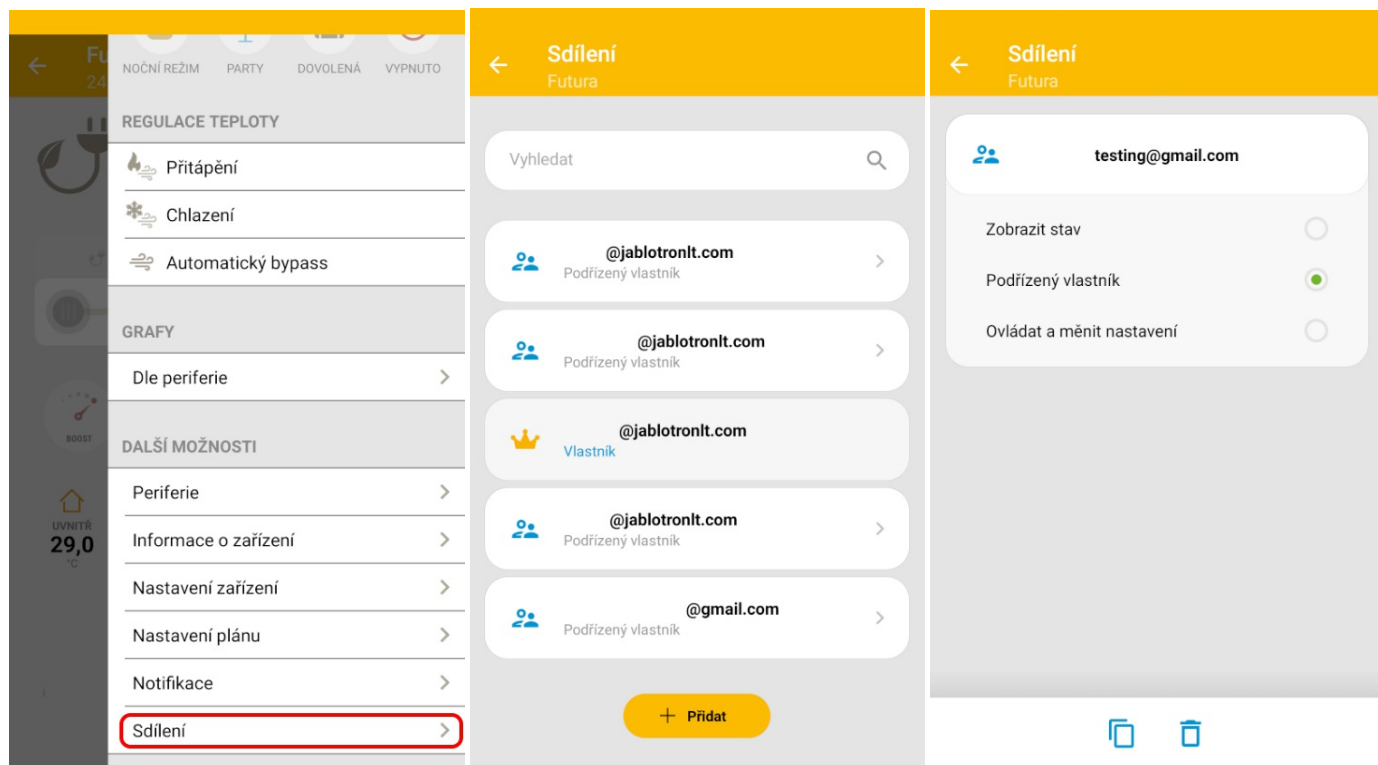 Fu
24
NOČNÍ REŽIM PARTY DOVOLENÁ VYPNUTO
REGULACE TEPLOTY
Přitápění
Chlazení
Automatický bypass
GRAFY
Dle periferie
BOOST
DALŠÍ MOŽNOSTI
Periferie
UVNITŘ
29,0
°C
Informace o zařízení
Nastavení zařízení
Nastavení plánu
Notifikace
Sdílení
Sdílení
Futura
Vyhledat
@jablotronlt.com
Podřízený vlastník
@jablotronlt.com
Podřízený vlastník
@jablotronlt.com
Vlastník
@jablotronlt.com
Podřízený vlastník
@gmail.com
Podřízený vlastník
+ Přidat
Sdílení
Futura
testing@gmail.com
Zobrazit stav
Podřízený vlastník
Ovládat a měnit nastavení